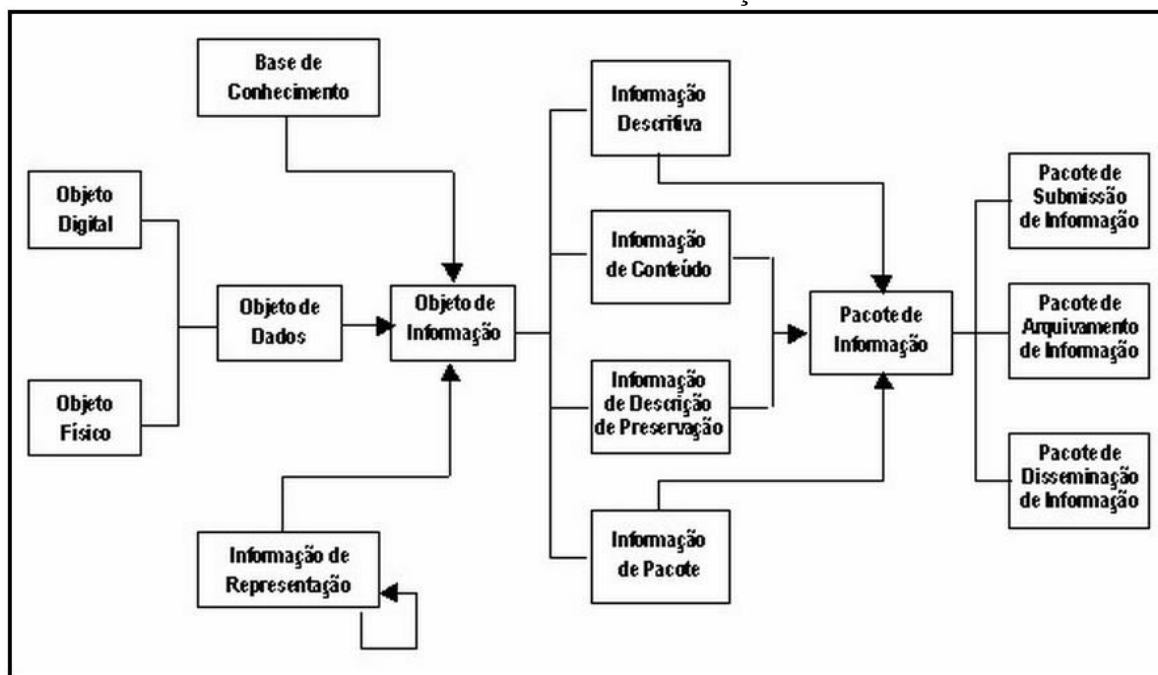 Base de
Conhecimento
Informação
Descritiva
Pacote de
Submissão
de Informação
Objeto
Digital
Informação
de Conteúdo
Objeto de
Dados
Objeto de
Informação
Pacote de
Informação
Pacote de
Arquivamento
de Informação
Objeto
Físico
Informação
de Descrição
de Preservação
Pacote de
Disseminação
de Informação
Informação de
Representação
Informação
de Pacote